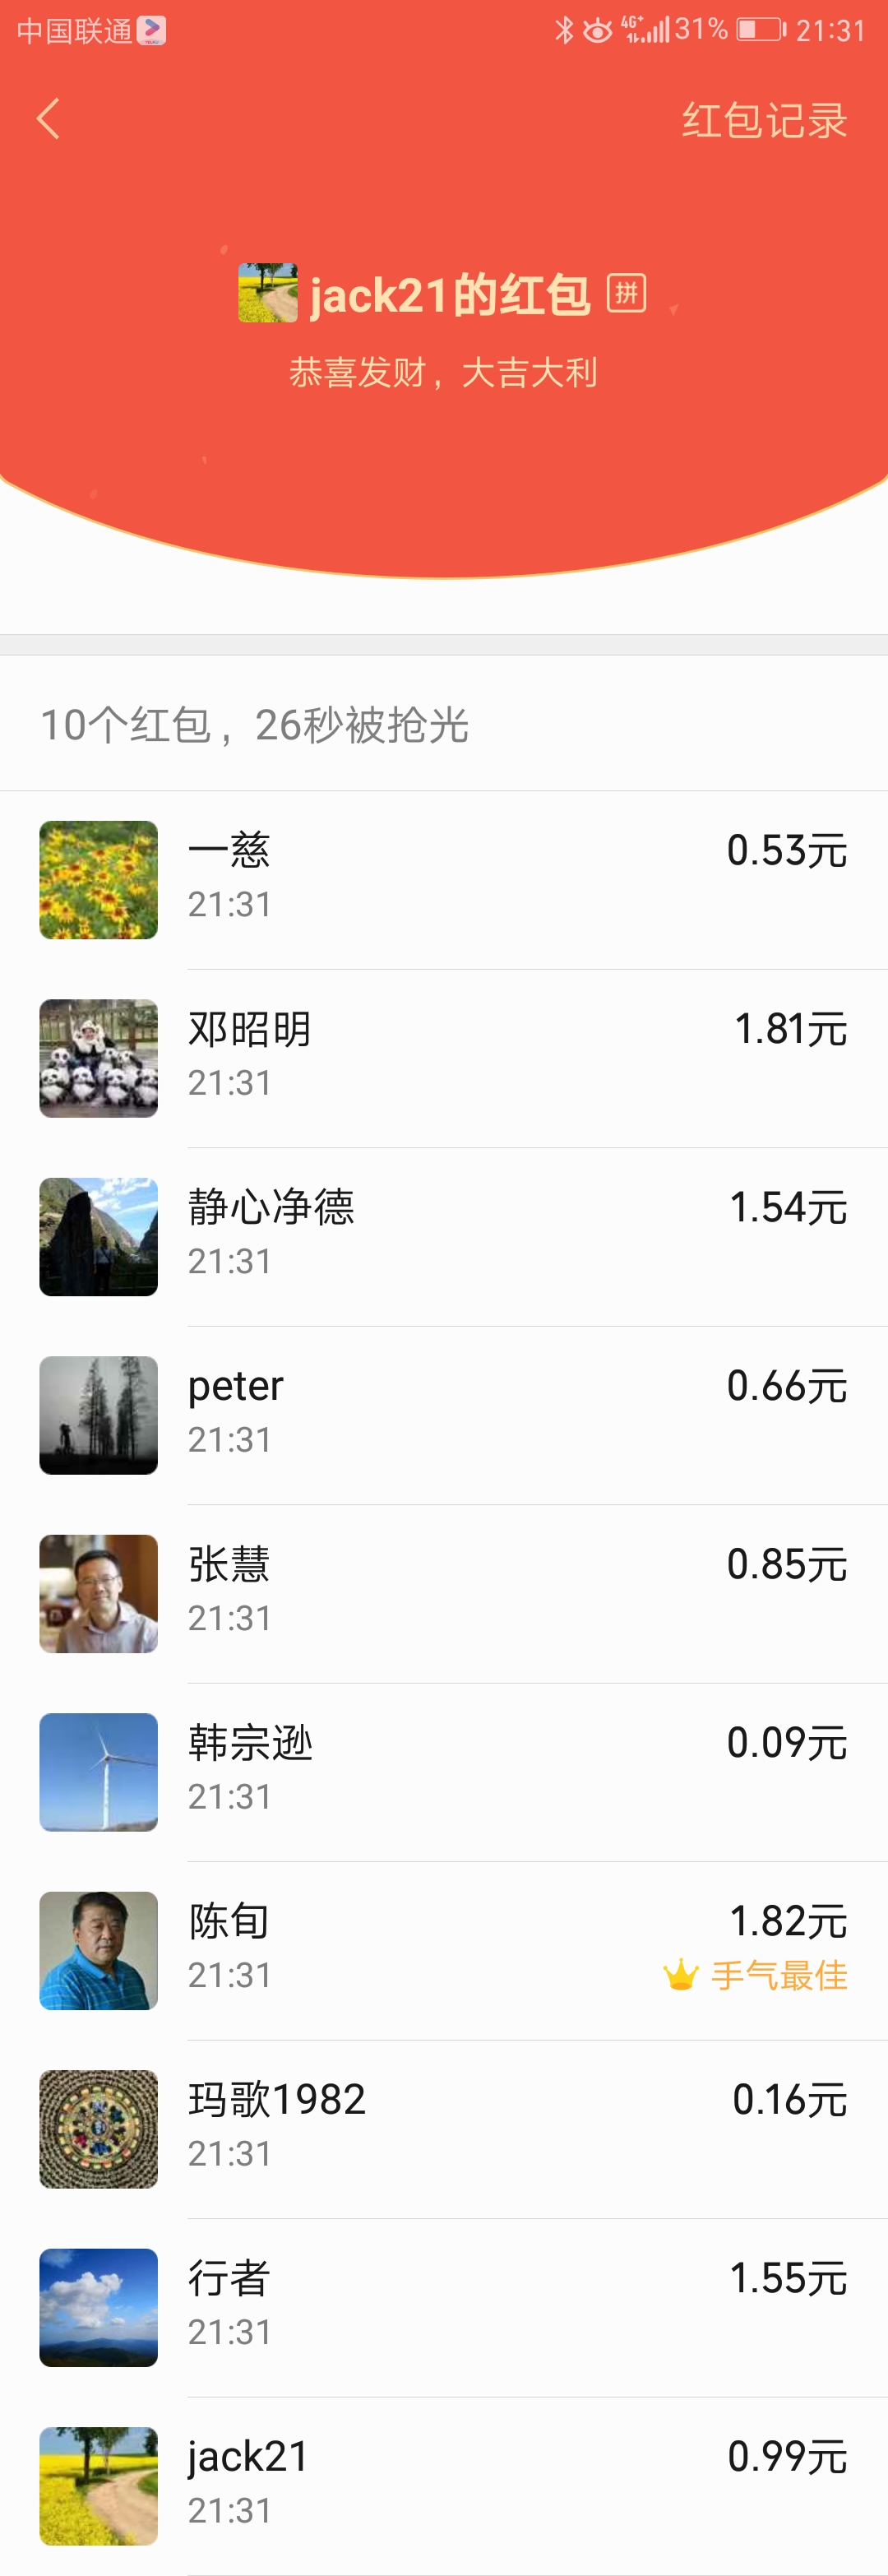 中国联通 4G+ 31% 21:31
红包记录
jack21的红包 拼
恭喜发财，大吉大利
10个红包，26秒被抢光
一慈 0.53元
21:31
邓昭明 1.81元
21:31
静心净德 1.54元
21:31
peter 0.66元
21:31
张慧 0.85元
21:31
韩宗逊 0.09元
21:31
陈旬 1.82元
21:31 手气最佳
玛歌1982 0.16元
21:31
行者 1.55元
21:31
jack21 0.99元
21:31